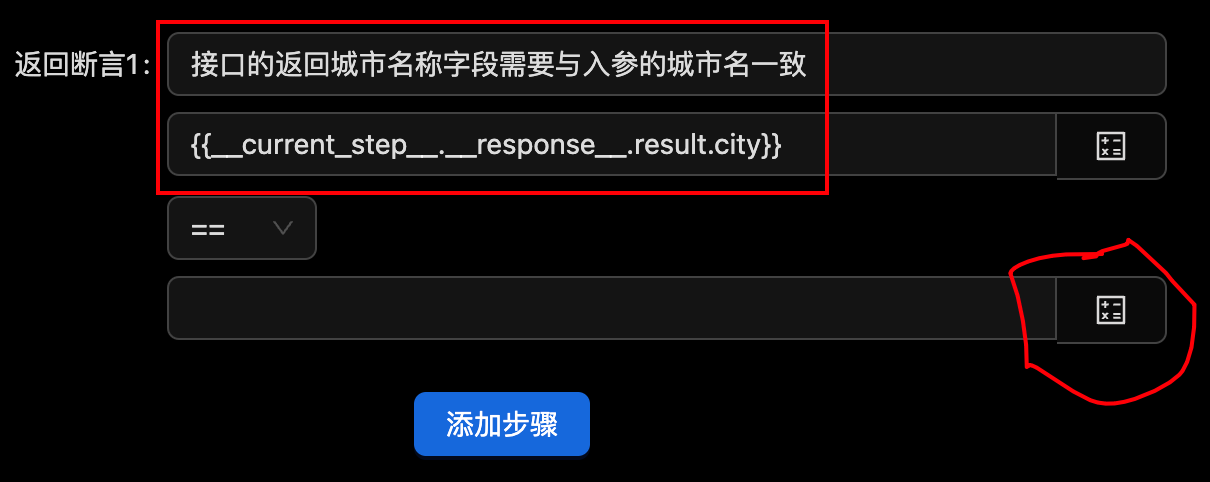 返回断言1:
接口的返回城市名称字段需要与入参的城市名一致
{{__current_step__.__response__.result.city}}
==
添加步骤